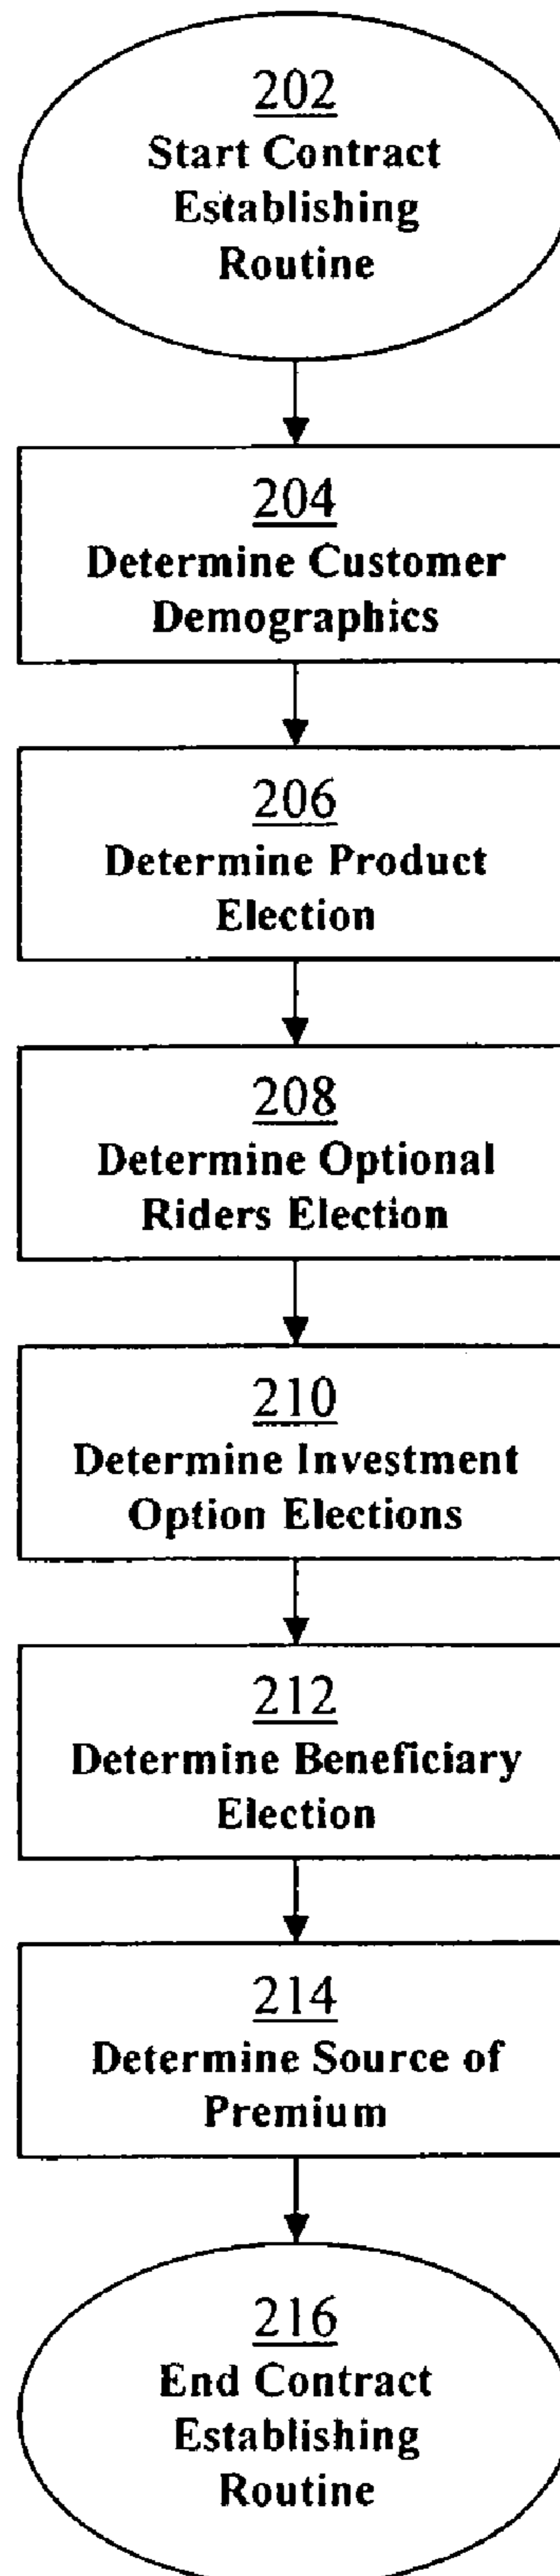 202
Start Contract
Establishing
Routine
204
Determine Customer
Demographics
206
Determine Product
Election
208
Determine Optional
Riders Election
210
Determine Investment
Option Elections
212
Determine Beneficiary
Election
214
Determine Source of
Premium
216
End Contract
Establishing
Routine